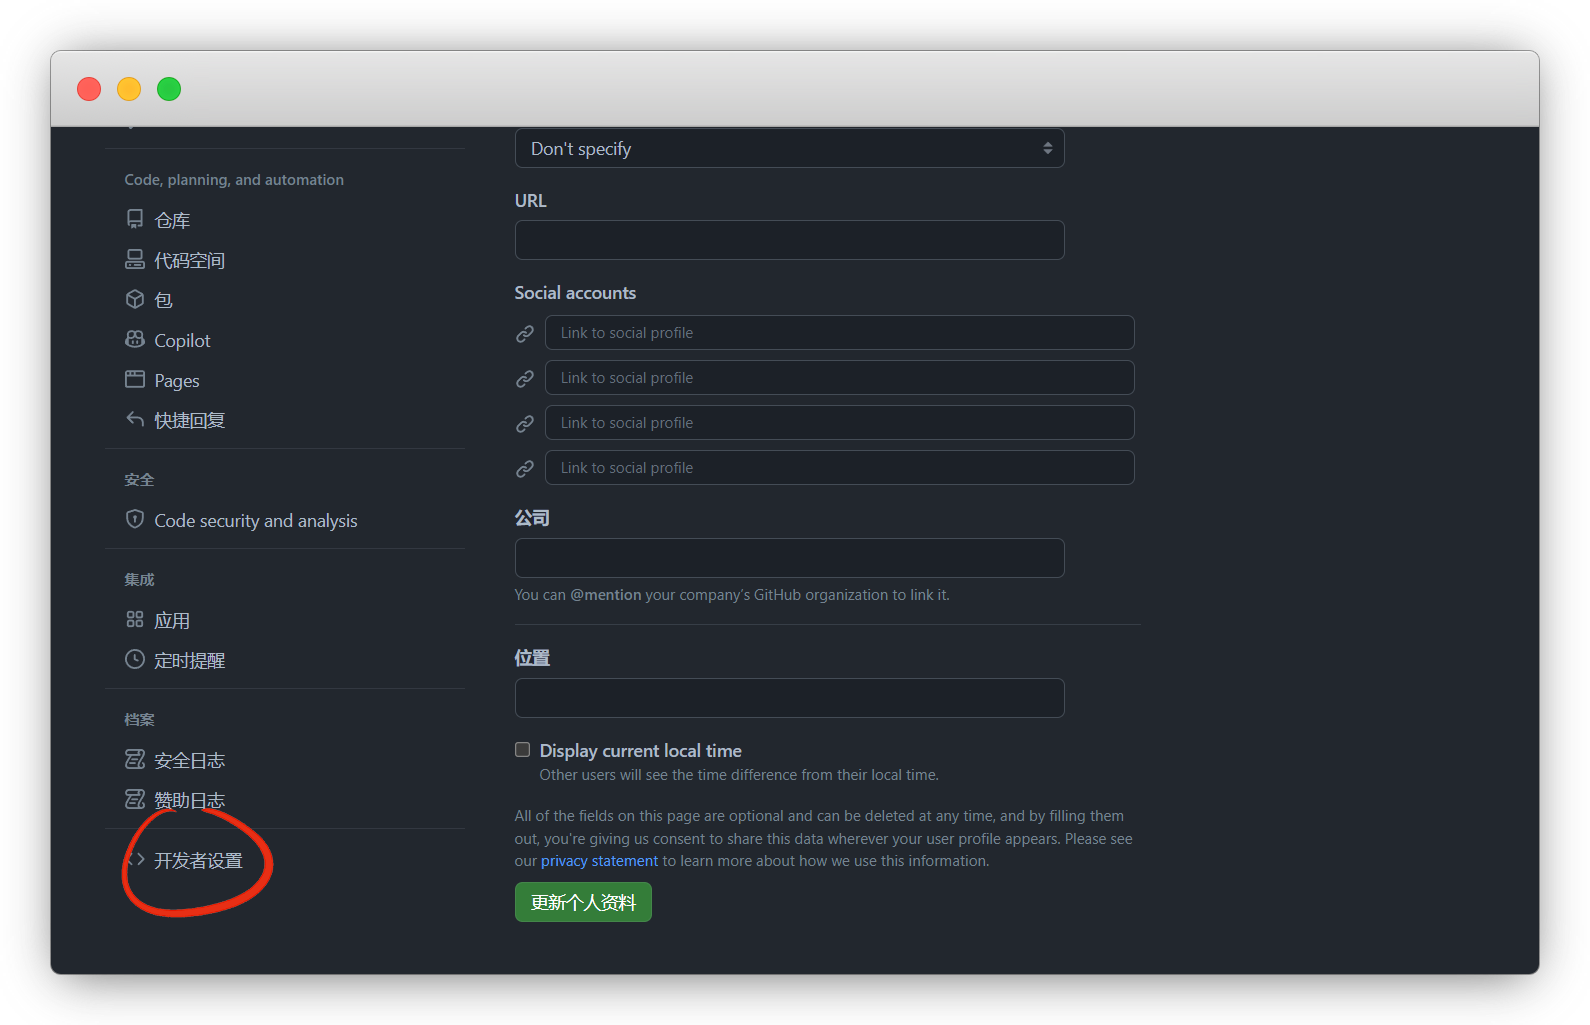 Code, planning, and automation
仓库
代码空间
包
Copilot
Pages
快捷回复
安全
Code security and analysis
集成
应用
定时提醒
档案
安全日志
赞助日志
开发者设置
Don't specify
URL
Social accounts
Link to social profile
Link to social profile
Link to social profile
Link to social profile
公司
You can @mention your company's GitHub organization to link it.
位置
Display current local time
Other users will see the time difference from their local time.
All of the fields on this page are optional and can be deleted at any time, and by filling them
out, you're giving us consent to share this data wherever your user profile appears. Please see
our privacy statement to learn more about how we use this information.
更新个人资料